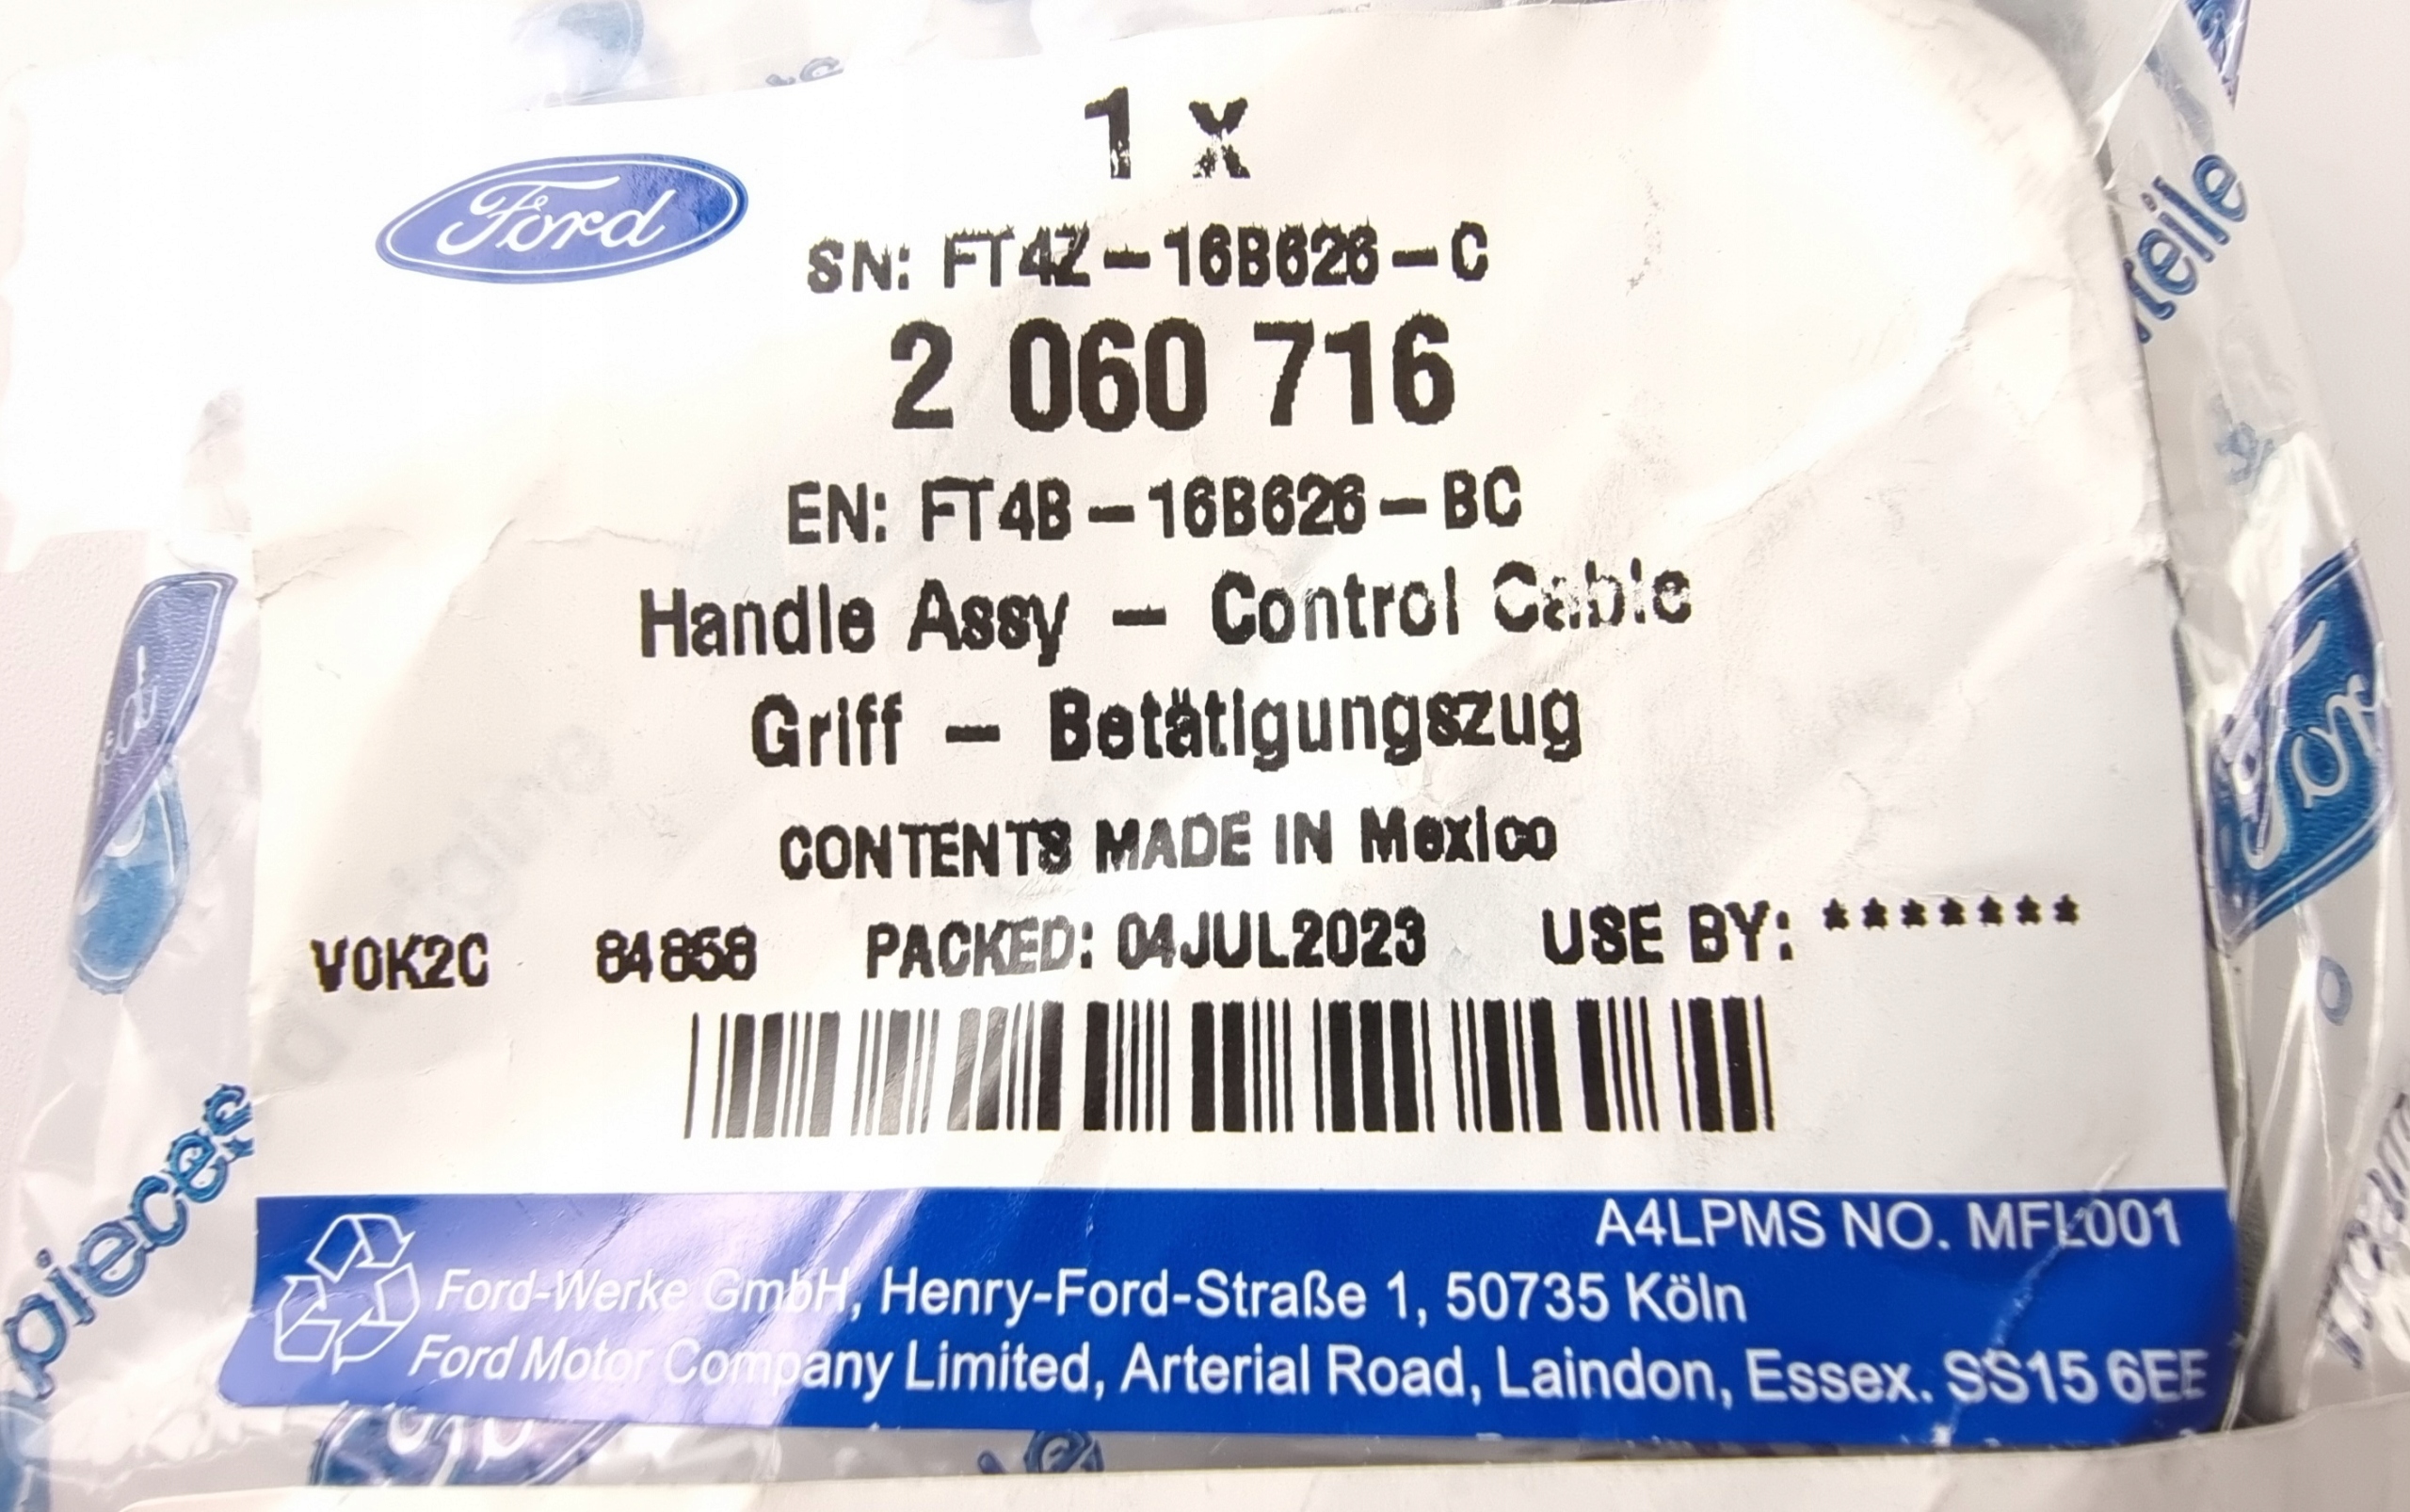 1 x
Ford
SN: FT4Z-16B626-C
2 060 716
EN: FT4B-16B626-BC
Handle Assy - Control Cable
Griff - Betätigungszug
CONTENTS MADE IN Mexico
V0K2C 84858 PACKED: 04JUL2023 USE BY: *******
A4LPMS NO. MFL001
Ford-Werke GmbH, Henry-Ford-Straße 1, 50735 Köln
Ford Motor Company Limited, Arterial Road, Laindon, Essex. SS15 6EE
pieces
teile